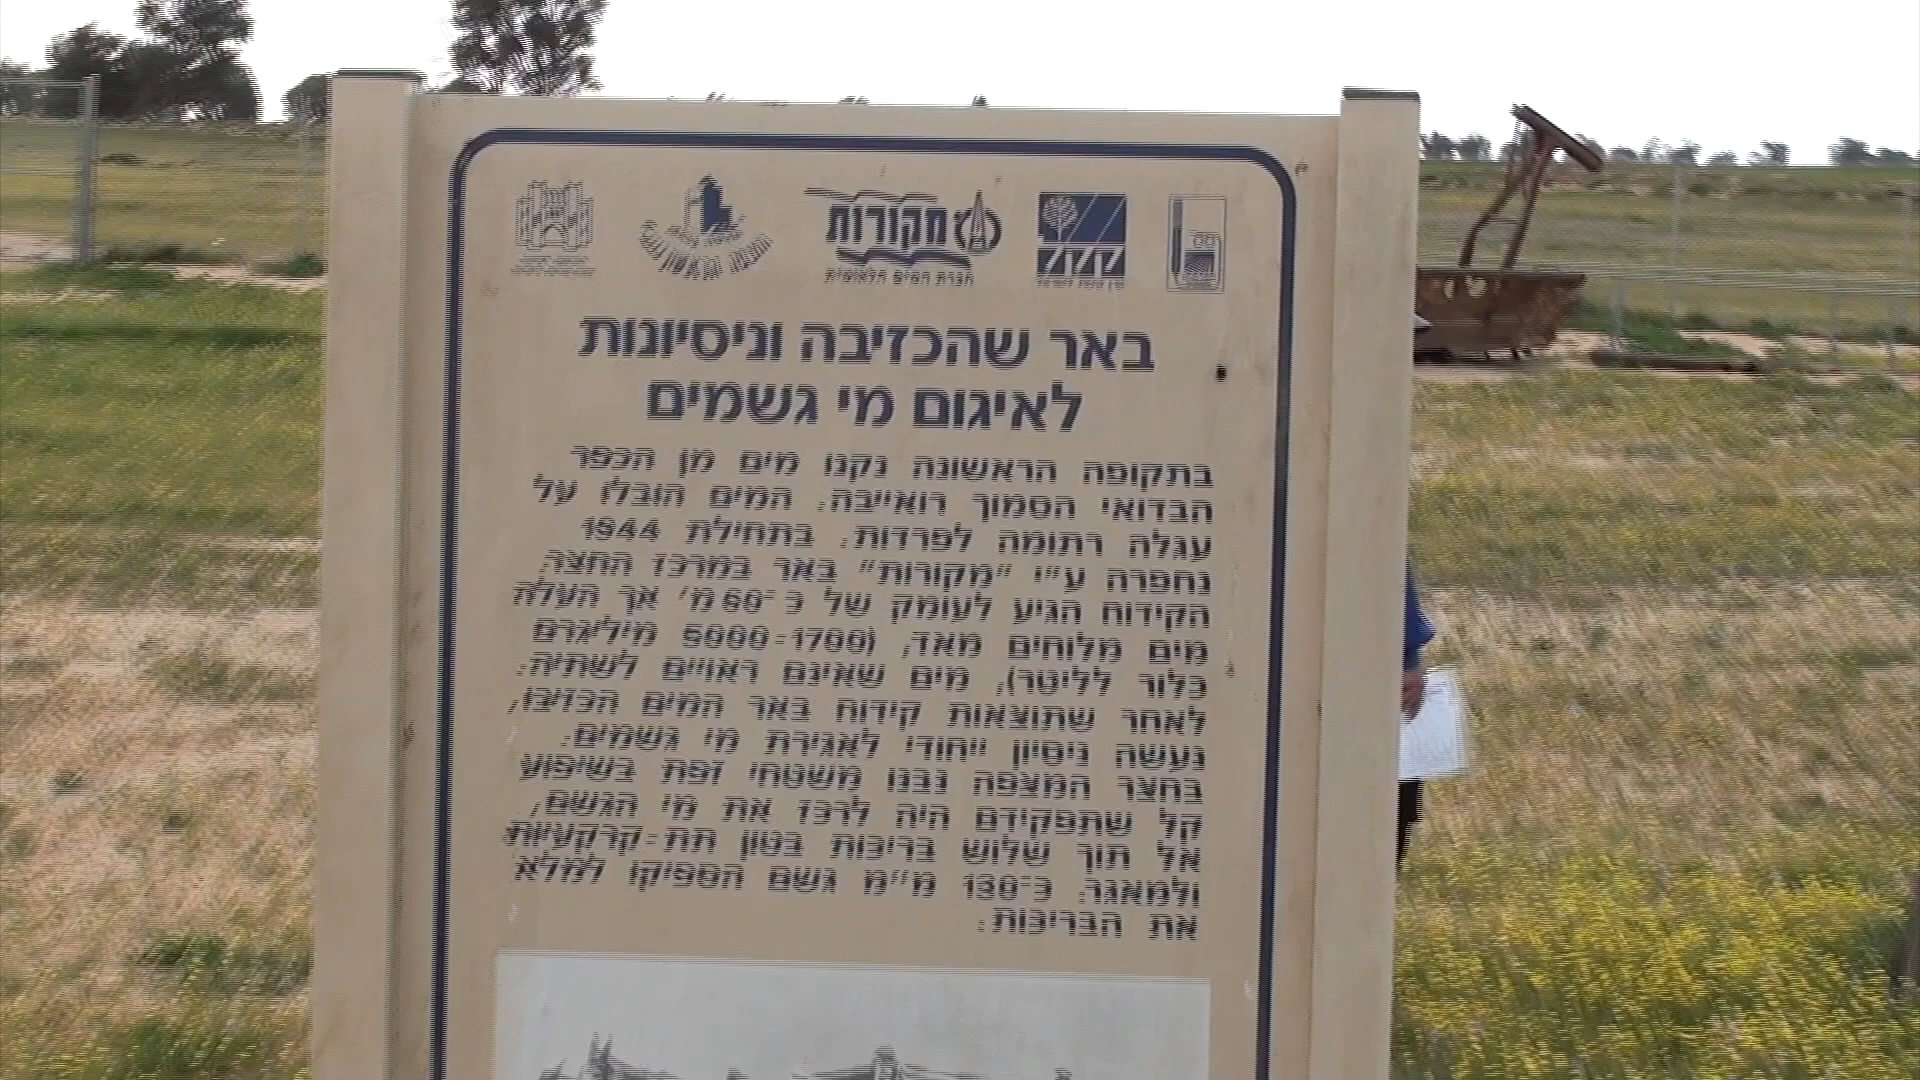 מקורות
חברת המים הלאומית
קקל
באר שהכזיבה וניסיונות
לאיגום מי גשמים
בתקופה הראשונה נקנו מים מן הכפר
הבדואי הסמוך רואייבה. המים הובלו על
עגלה רתומה לפרדות. בתחילת 1944
נחפרה ע״י ״מקורות״ באר במרכז החצר.
הקידוח הגיע לעומק של כ-60 מ׳ אך העלה
מים מלוחים מאד, (5000-1700 מיליגרם
כלור לליטר), מים שאינם ראויים לשתיה.
לאחר שתוצאות קידוח באר המים הכזיבו,
נעשה ניסיון ייחודי לאגירת מי גשמים.
בחצר המצפה נבנו משטחי זפת בשיפוע
קל שתפקידם היה לרכז את מי הגשם,
אל תוך שלוש בריכות בטון תת-קרקעיות
ולמאגר. כ-130 מ״מ גשם הספיקו למלא
את הבריכות.